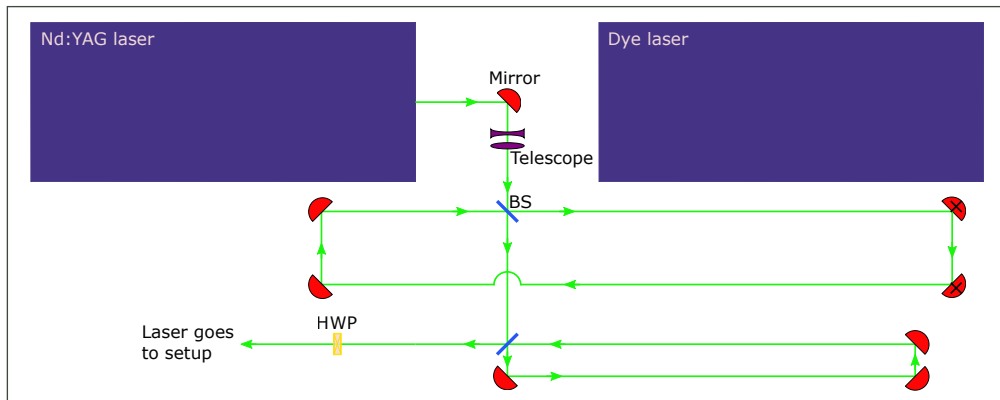 Nd:YAG laser
Dye laser
Mirror
Telescope
BS
HWP
Laser goes
to setup